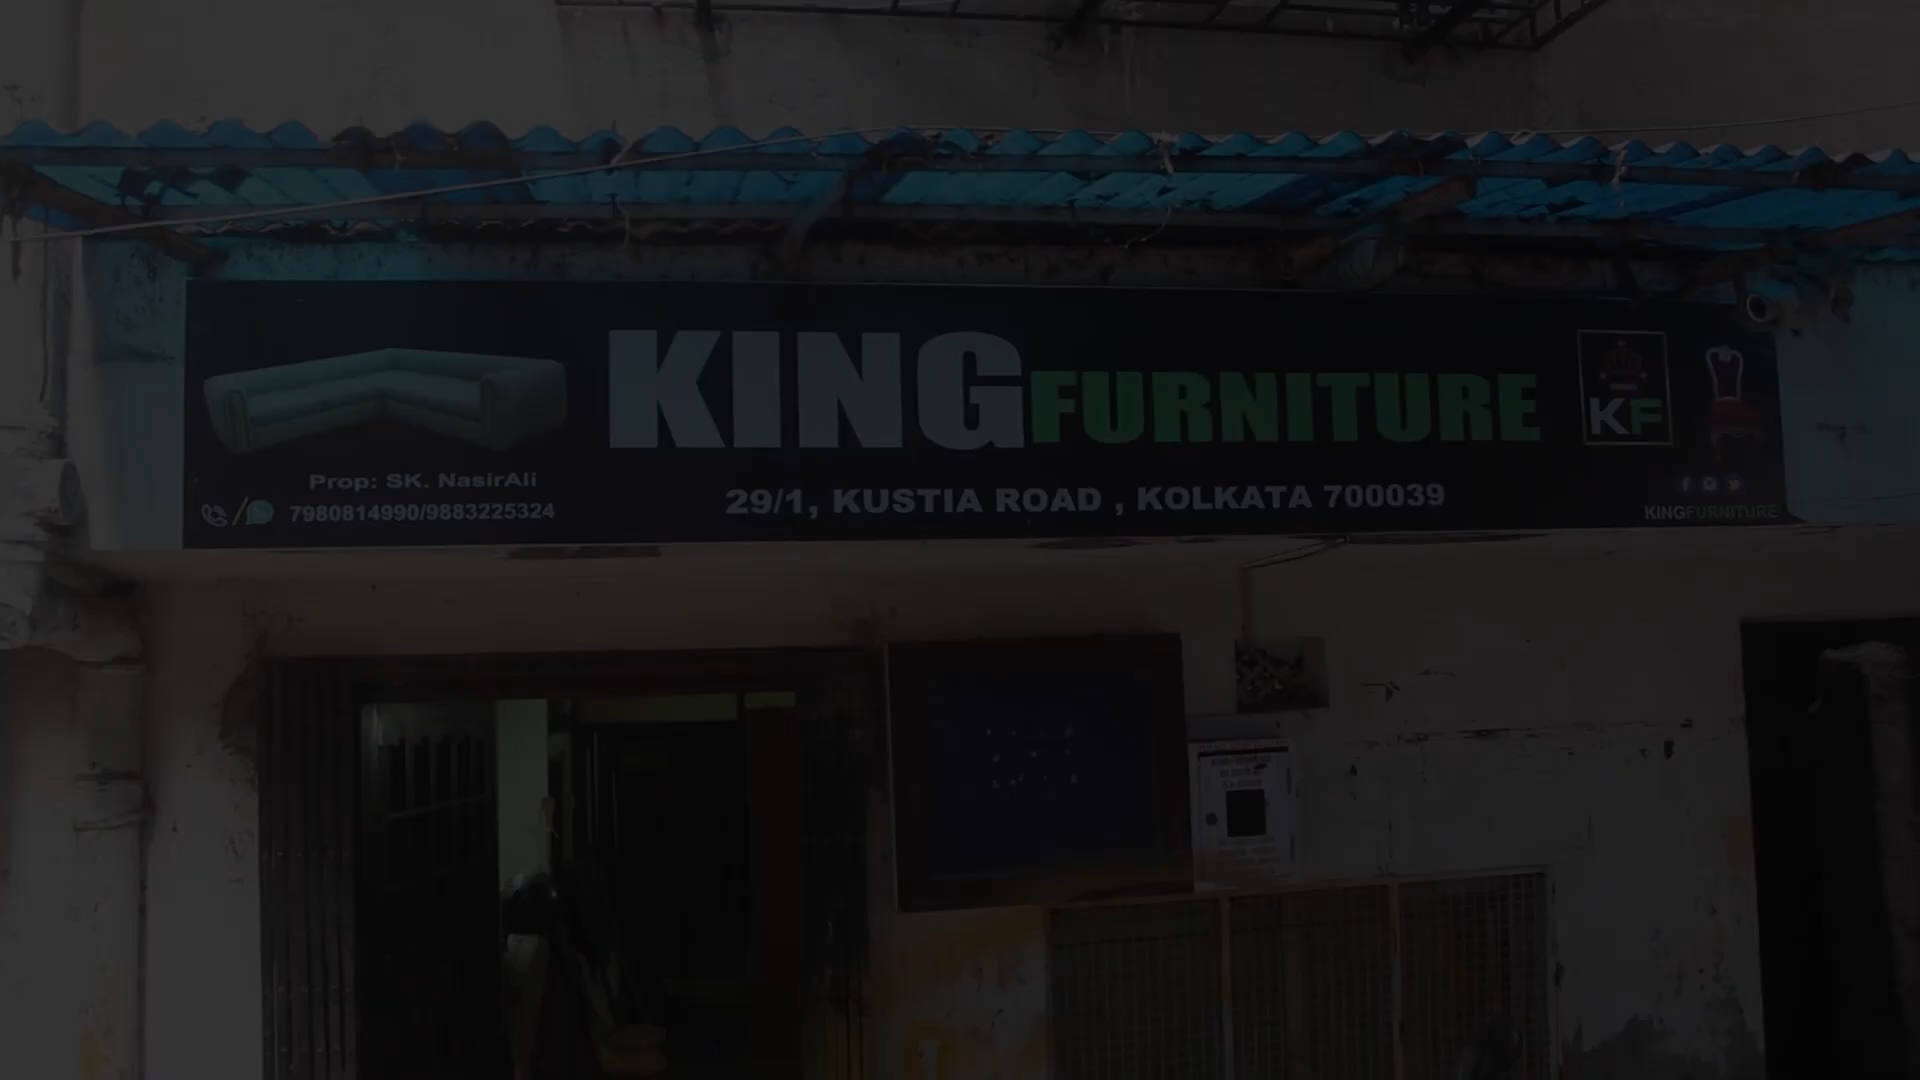 KING FURNITURE
KF
Prop: SK. NasirAli
7980814990/9883225324
29/1, KUSTIA ROAD , KOLKATA 700039
KINGFURNITURE